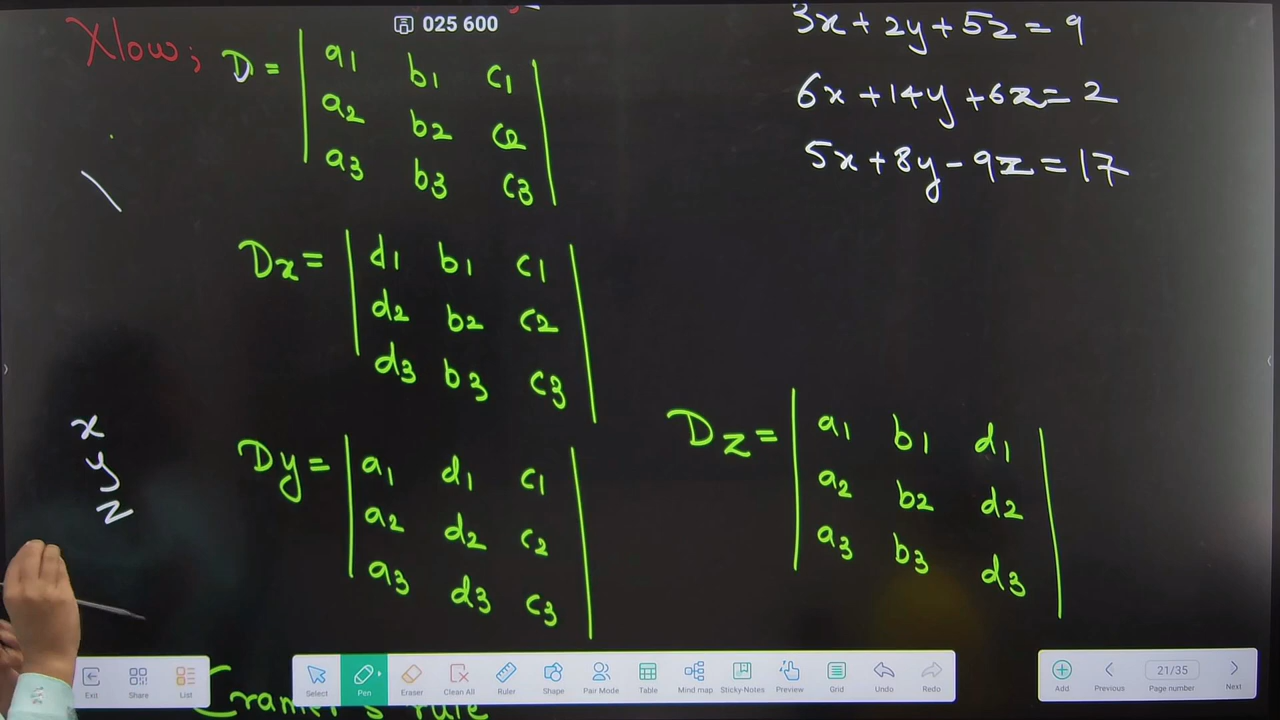 025 600
Xlow;
D = | a1 b1 c1 |
| a2 b2 c2 |
| a3 b3 c3 |
3x + 2y + 5z = 9
6x + 14y + 6z = 2
5x + 8y - 9z = 17
Dx = | d1 b1 c1 |
| d2 b2 c2 |
| d3 b3 c3 |
x
y
z
Dy = | a1 d1 c1 |
| a2 d2 c2 |
| a3 d3 c3 |
Dz = | a1 b1 d1 |
| a2 b2 d2 |
| a3 b3 d3 |
Cramer's rule
Exit Share List
Select Pen Eraser Clean All Ruler Shape Pair Mode Table Mind map Sticky-Notes Preview Grid Undo Redo
Add Previous 21/35 Page number Next